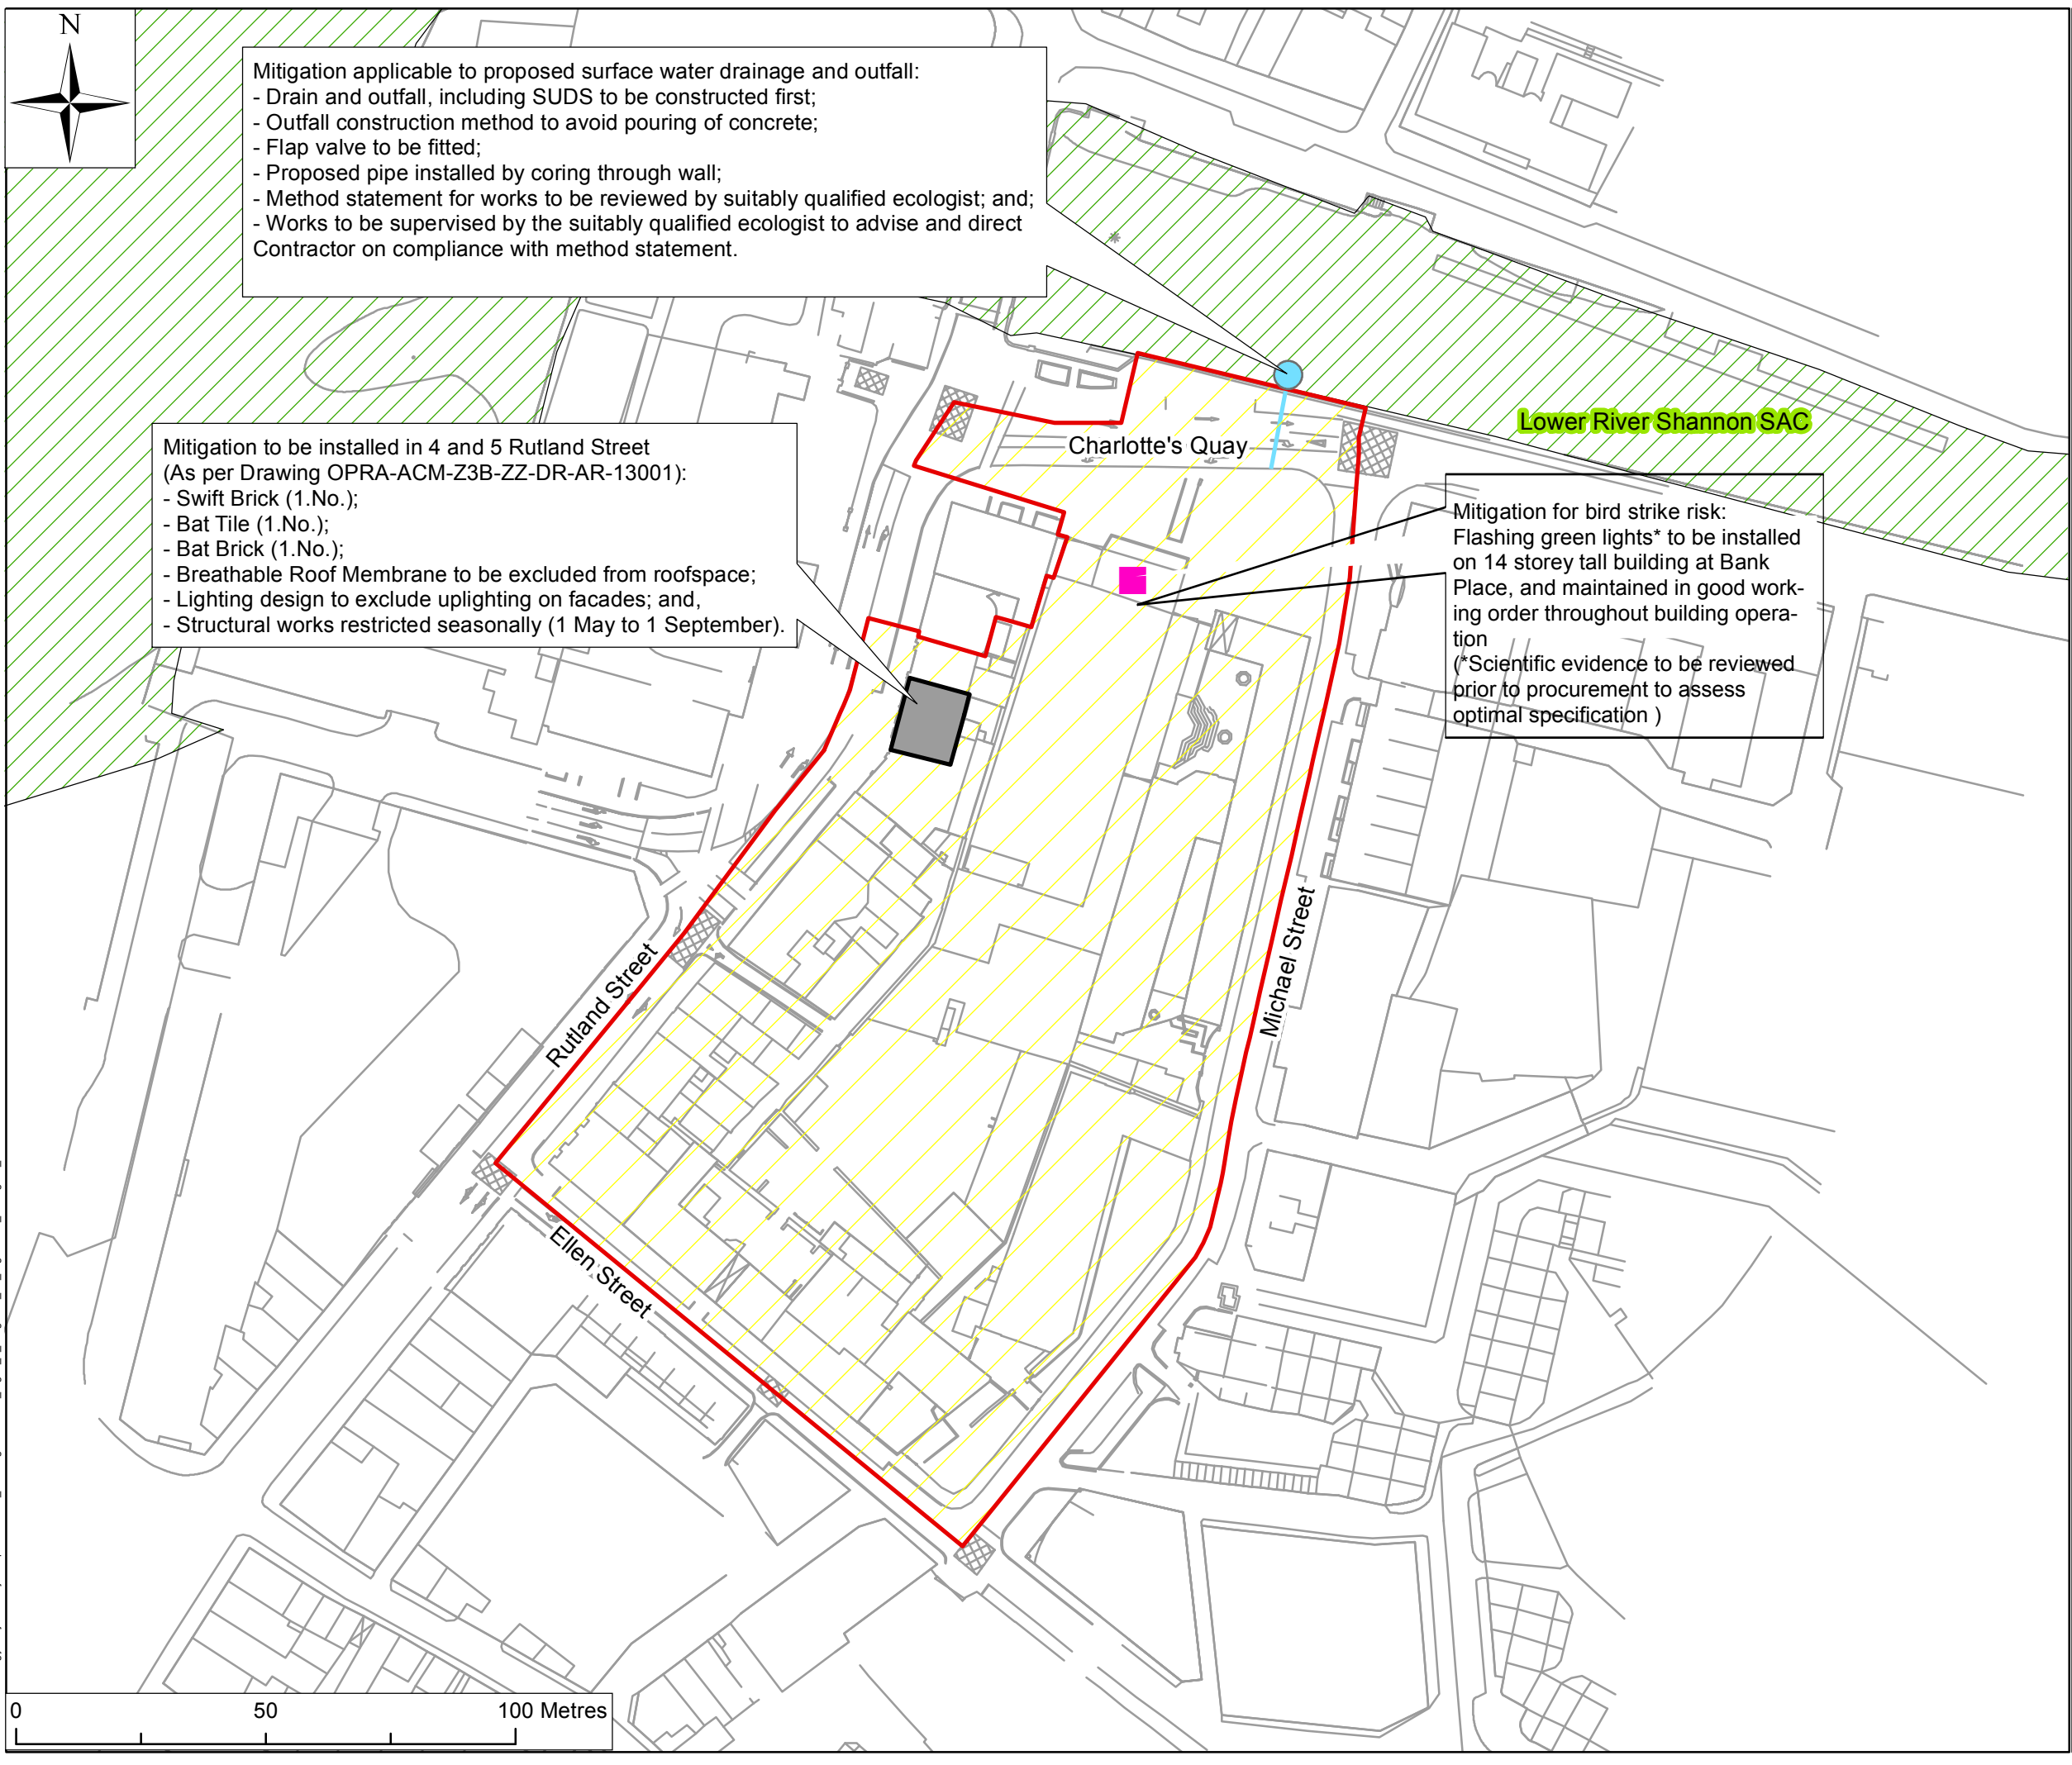 N
Mitigation applicable to proposed surface water drainage and outfall:
- Drain and outfall, including SUDS to be constructed first;
- Outfall construction method to avoid pouring of concrete;
- Flap valve to be fitted;
- Proposed pipe installed by coring through wall;
- Method statement for works to be reviewed by suitably qualified ecologist; and;
- Works to be supervised by the suitably qualified ecologist to advise and direct
Contractor on compliance with method statement.
Lower River Shannon SAC
Charlotte's Quay
Mitigation to be installed in 4 and 5 Rutland Street
(As per Drawing OPRA-ACM-Z3B-ZZ-DR-AR-13001):
- Swift Brick (1.No.);
- Bat Tile (1.No.);
- Bat Brick (1.No.);
- Breathable Roof Membrane to be excluded from roofspace;
- Lighting design to exclude uplighting on facades; and,
- Structural works restricted seasonally (1 May to 1 September).
Mitigation for bird strike risk:
Flashing green lights* to be installed
on 14 storey tall building at Bank
Place, and maintained in good work-
ing order throughout building opera-
tion
(*Scientific evidence to be reviewed
prior to procurement to assess
optimal specification )
Michael Street
Rutland Street
Ellen Street
0 50 100 Metres